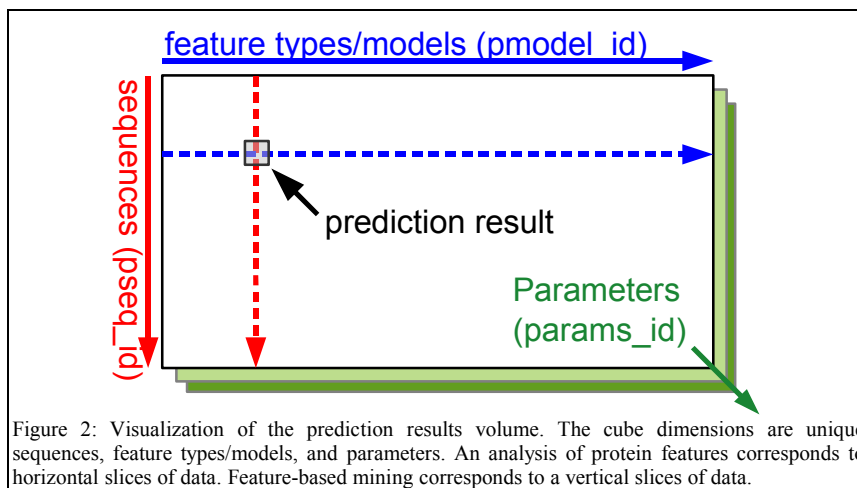 feature types/models (pmodel_id)
sequences (pseq_id)
prediction result
Parameters
(params_id)
Figure 2: Visualization of the prediction results volume. The cube dimensions are unique
sequences, feature types/models, and parameters. An analysis of protein features corresponds to
horizontal slices of data. Feature-based mining corresponds to a vertical slices of data.